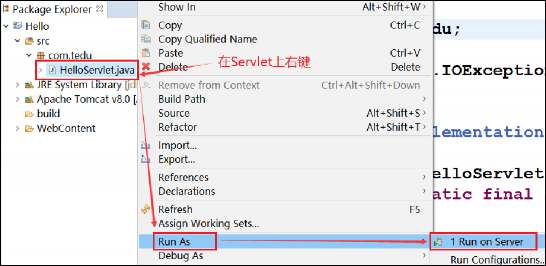 Package Explorer
Hello
src
com.tedu
HelloServlet.java
JRE System Library [jd
Apache Tomcat v8.0 [A
build
WebContent
Show In Alt+Shift+W
Copy Ctrl+C
Copy Qualified Name
Paste Ctrl+V
Delete Delete
Remove from Context Ctrl+Alt+Shift+Down
Build Path
Source Alt+Shift+S
Refactor Alt+Shift+T
Import...
Export...
References
Declarations
Refresh F5
Assign Working Sets...
Run As
Debug As
在Servlet上右键
1 Run on Server
Run Configurations...
du;
.IOException
lementation
elloServlet
atic final